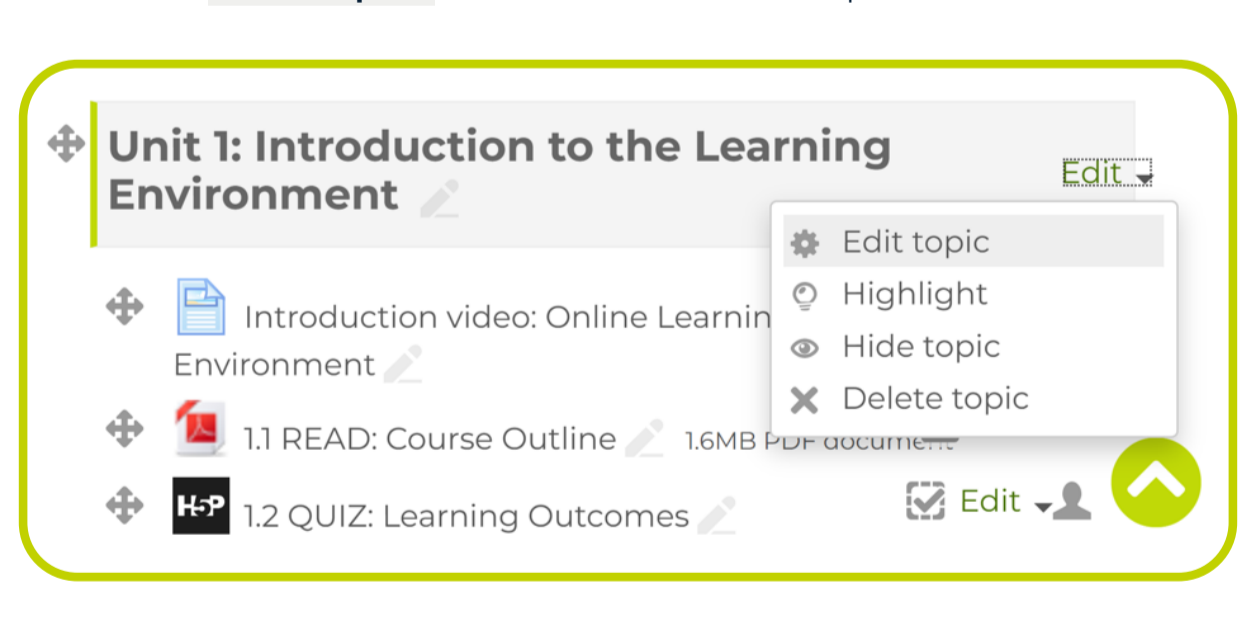 Unit 1: Introduction to the Learning
Environment
Edit
Edit topic
Highlight
Hide topic
Delete topic
Introduction video: Online Learnin
Environment
1.1 READ: Course Outline 1.6MB PDF document
H5P 1.2 QUIZ: Learning Outcomes Edit